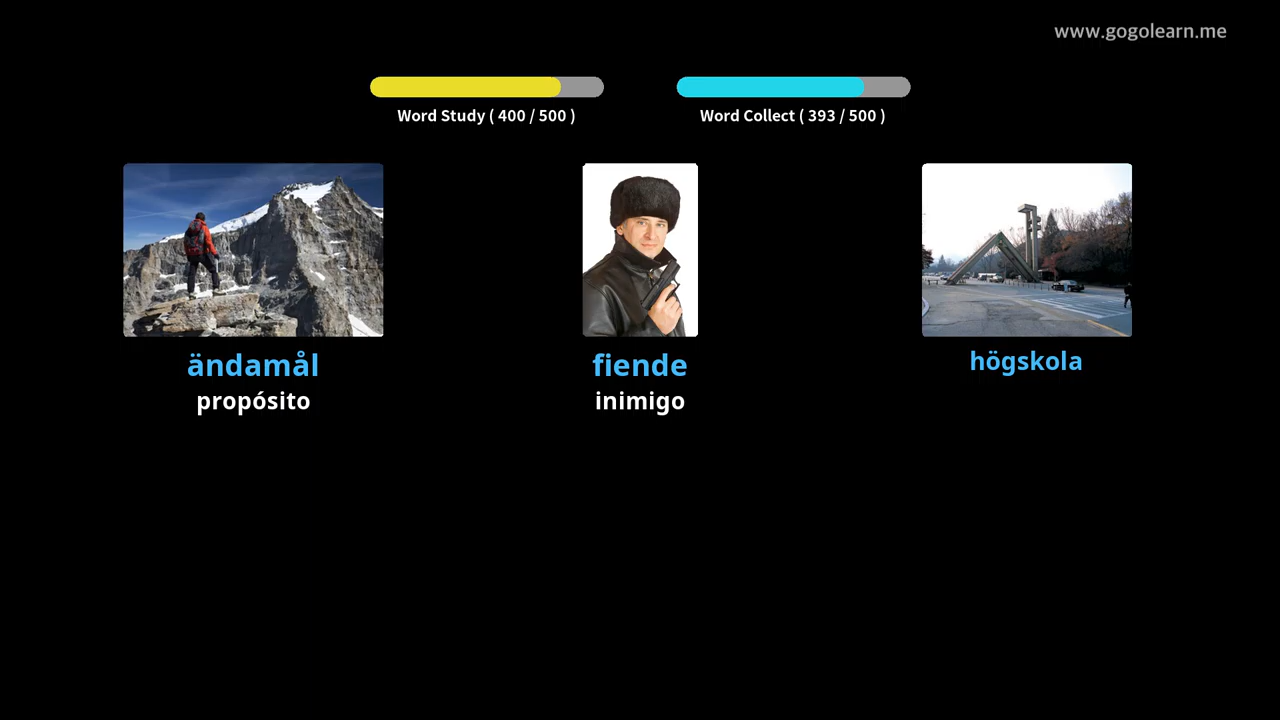 www.gogolearn.me
Word Study ( 400 / 500 )
Word Collect ( 393 / 500 )
ändamål
propósito
fiende
inimigo
högskola